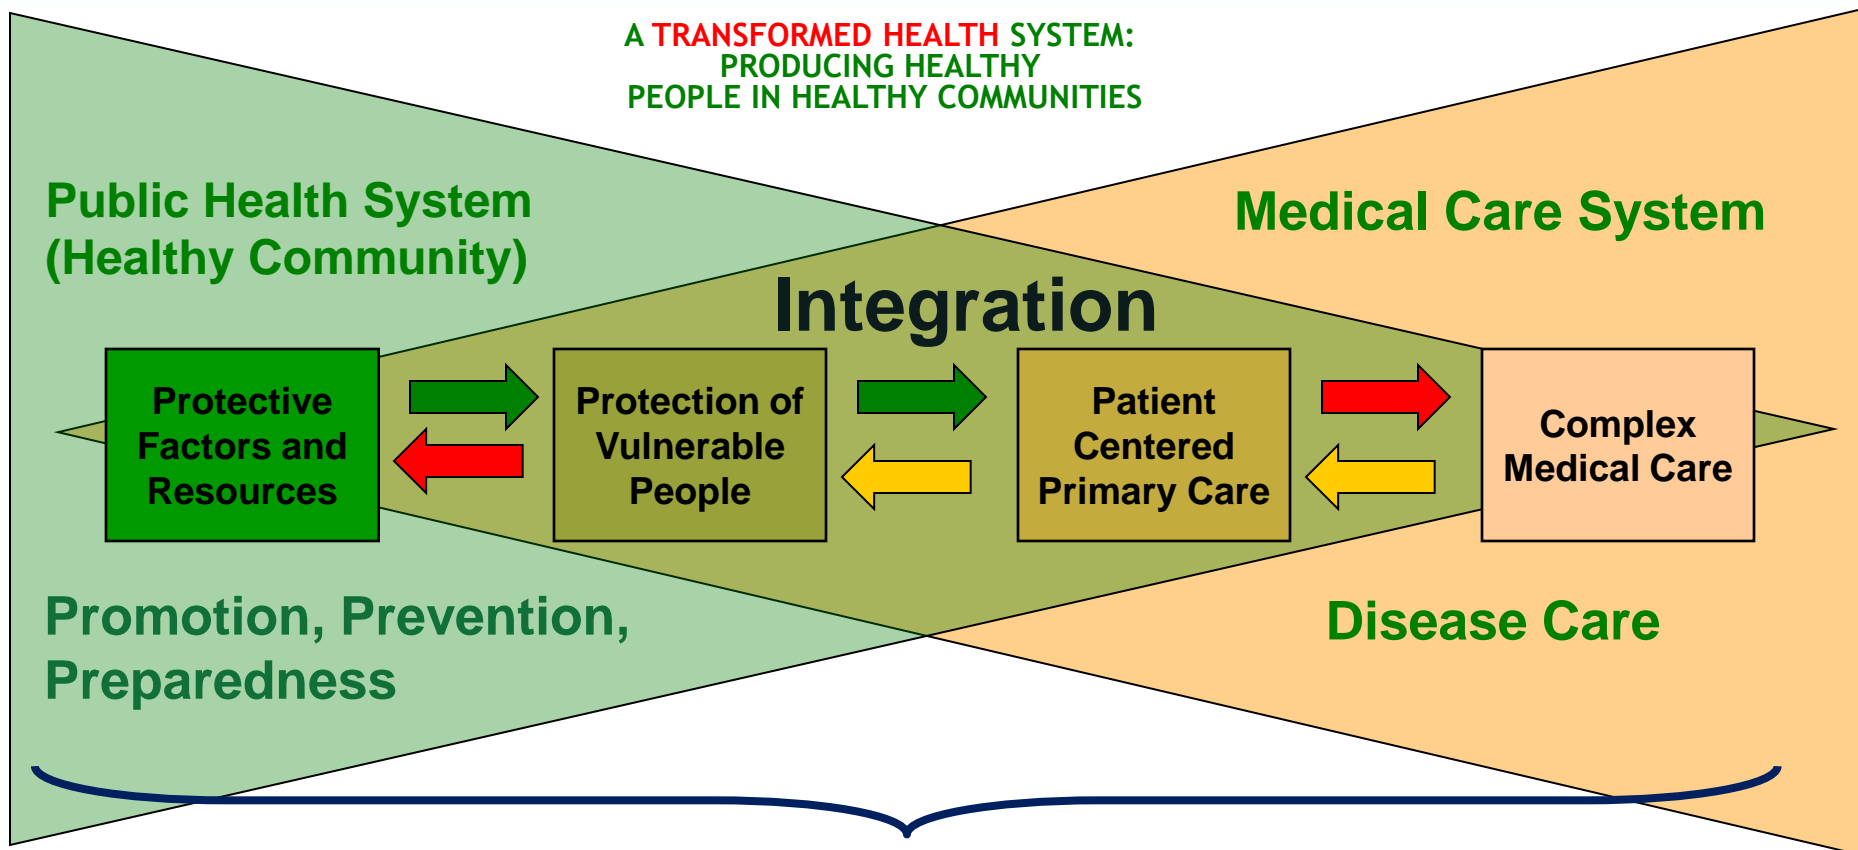 A TRANSFORMED HEALTH SYSTEM:
PRODUCING HEALTHY
PEOPLE IN HEALTHY COMMUNITIES
Public Health System
(Healthy Community)
Medical Care System
Integration
Protective
Factors and
Resources
Protection of
Vulnerable
People
Patient
Centered
Primary Care
Complex
Medical Care
Promotion, Prevention,
Preparedness
Disease Care